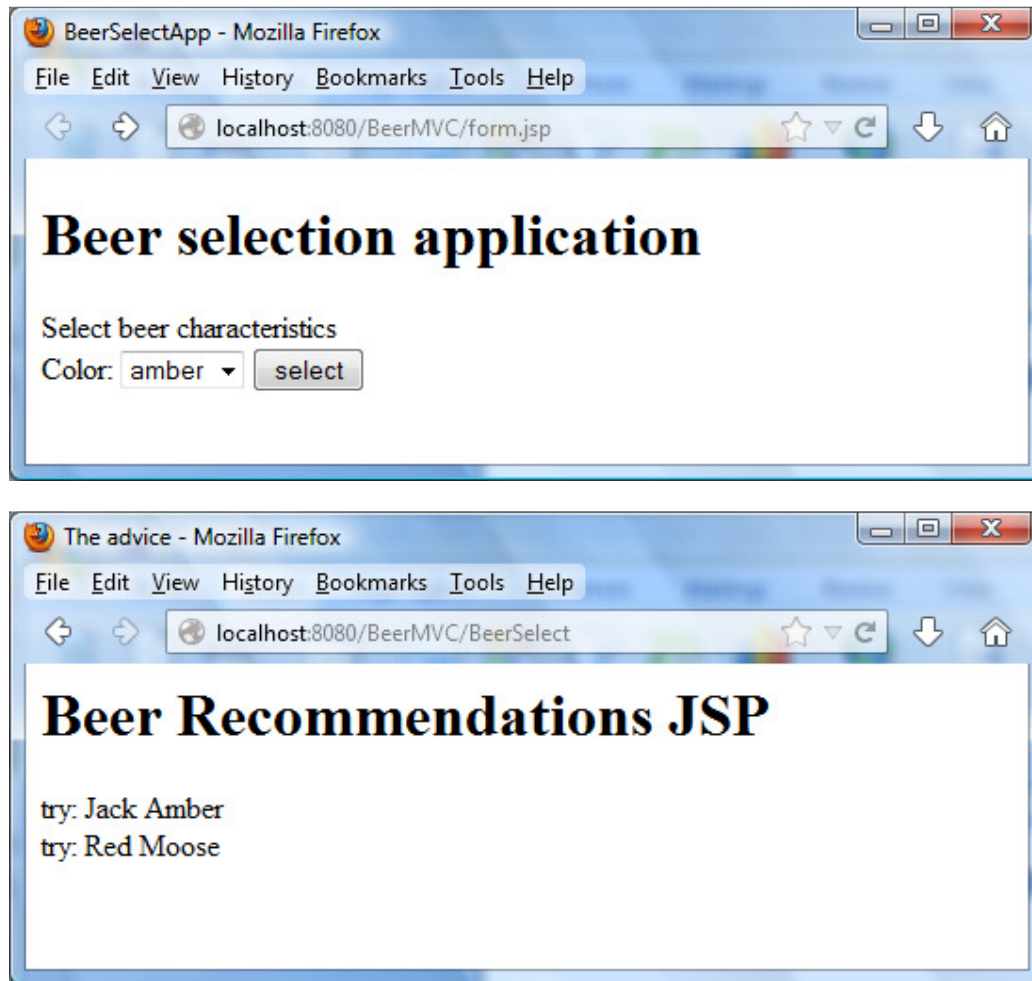 BeerSelectApp - Mozilla Firefox
File Edit View History Bookmarks Tools Help
localhost:8080/BeerMVC/form.jsp
Beer selection application
Select beer characteristics
Color: amber select
The advice - Mozilla Firefox
File Edit View History Bookmarks Tools Help
localhost:8080/BeerMVC/BeerSelect
Beer Recommendations JSP
try: Jack Amber
try: Red Moose